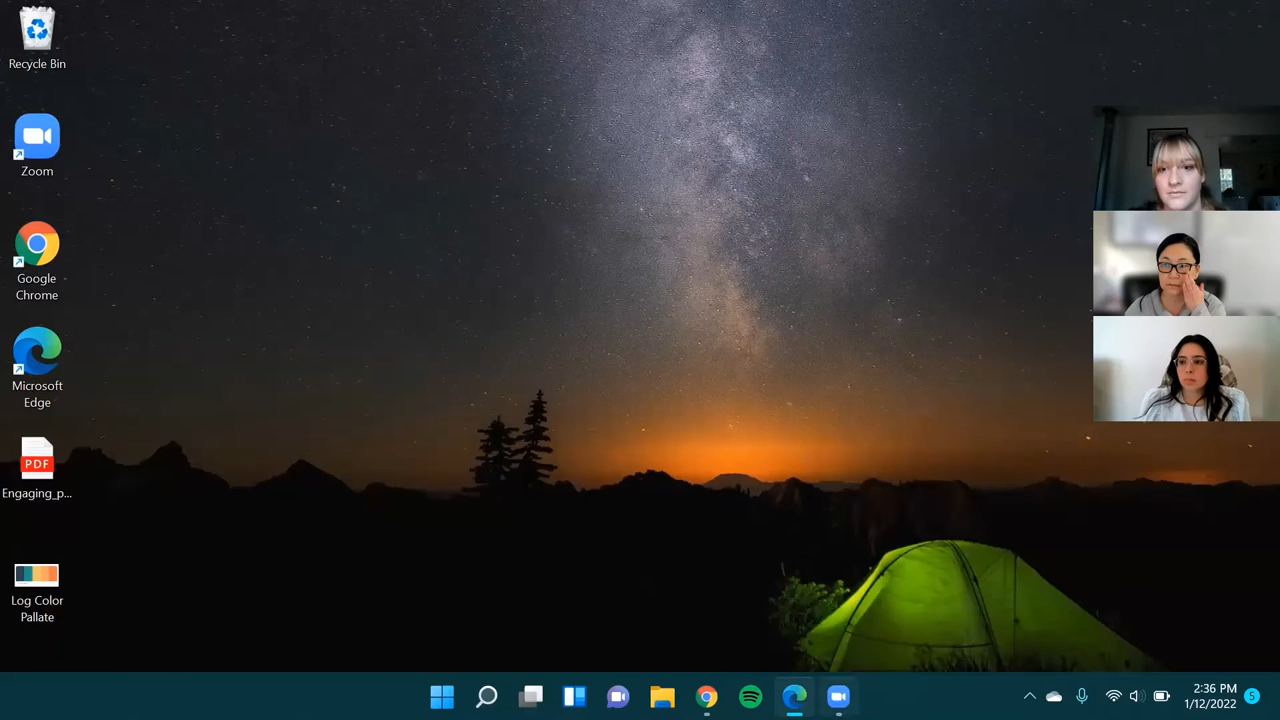 Recycle Bin
Zoom
Google
Chrome
Microsoft
Edge
PDF
Engaging_p...
Log Color
Pallate
2:36 PM
1/12/2022
5